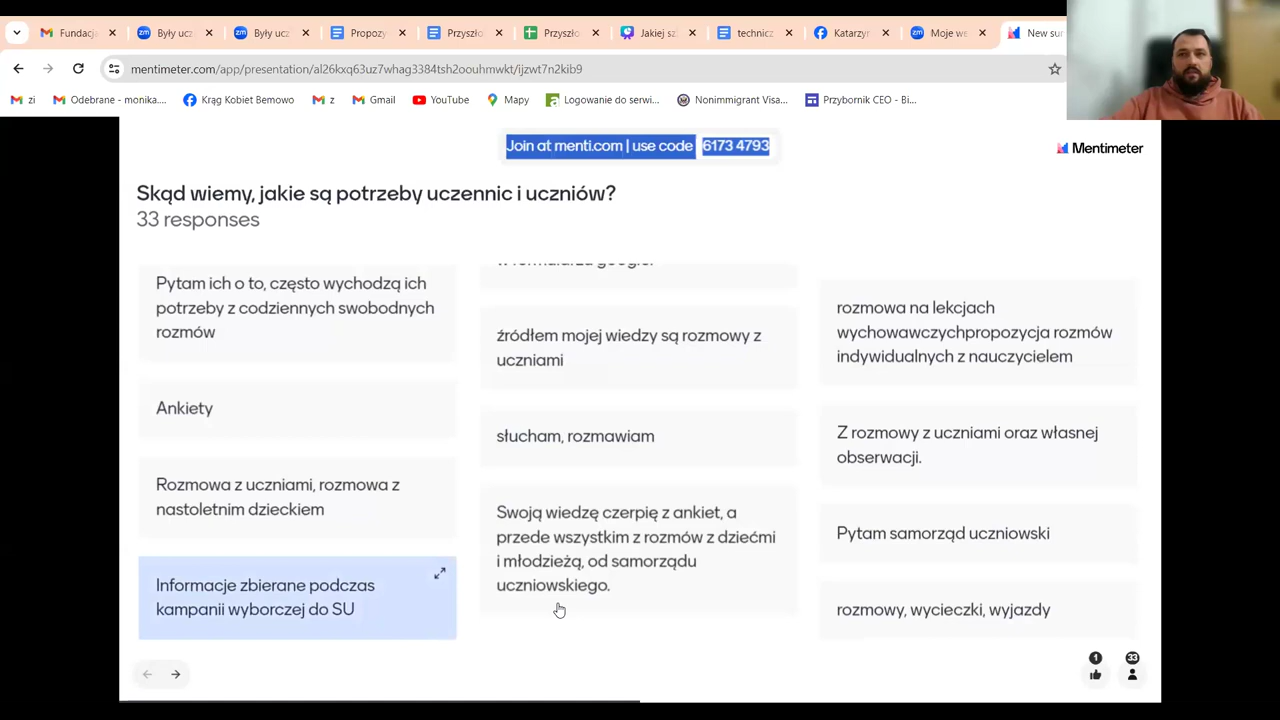 Fundacja
Były ucz
Były ucz
Propozy
Przyszło
Przyszło
Jakiej sz
technicz
Katarzyn
Moje we
New sur
mentimeter.com/app/presentation/al26kxq63uz7whag3384tsh2oouhmwkt/ijzwt7n2kib9
zi
Odebrane - monika....
Krąg Kobiet Bemowo
z
Gmail
YouTube
Mapy
Logowanie do serwi...
Nonimmigrant Visa...
Przybornik CEO - Bi...
Join at menti.com | use code 6173 4793
Mentimeter
Skąd wiemy, jakie są potrzeby uczennic i uczniów?
33 responses
Pytam ich o to, często wychodzą ich
potrzeby z codziennych swobodnych
rozmów
Ankiety
Rozmowa z uczniami, rozmowa z
nastoletnim dzieckiem
Informacje zbierane podczas
kampanii wyborczej do SU
źródłem mojej wiedzy są rozmowy z
uczniami
słucham, rozmawiam
Swoją wiedzę czerpię z ankiet, a
przede wszystkim z rozmów z dziećmi
i młodzieżą, od samorządu
uczniowskiego.
rozmowa na lekcjach
wychowawczychpropozycja rozmów
indywidualnych z nauczycielem
Z rozmowy z uczniami oraz własnej
obserwacji.
Pytam samorząd uczniowski
rozmowy, wycieczki, wyjazdy
1
33